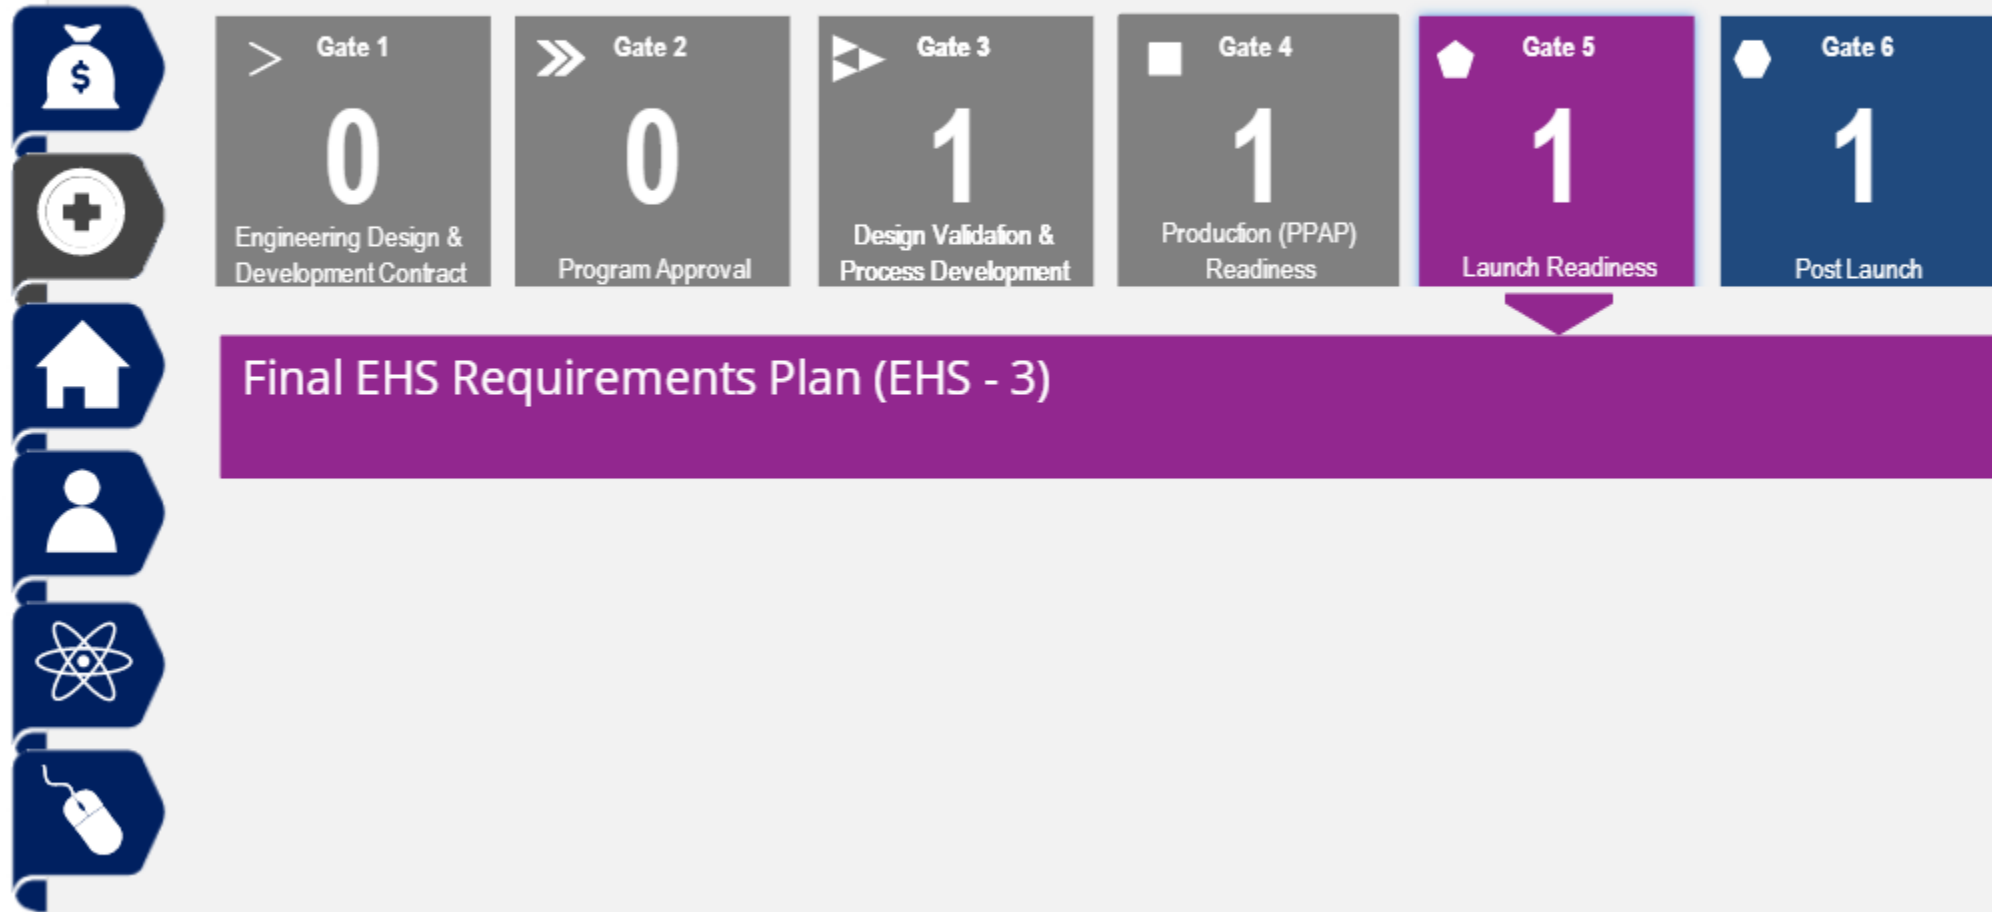 $
Gate 1
0
Engineering Design &
Development Contract
Gate 2
0
Program Approval
Gate 3
1
Design Validation &
Process Development
Gate 4
1
Production (PPAP)
Readiness
Gate 5
1
Launch Readiness
Gate 6
1
Post Launch
Final EHS Requirements Plan (EHS - 3)